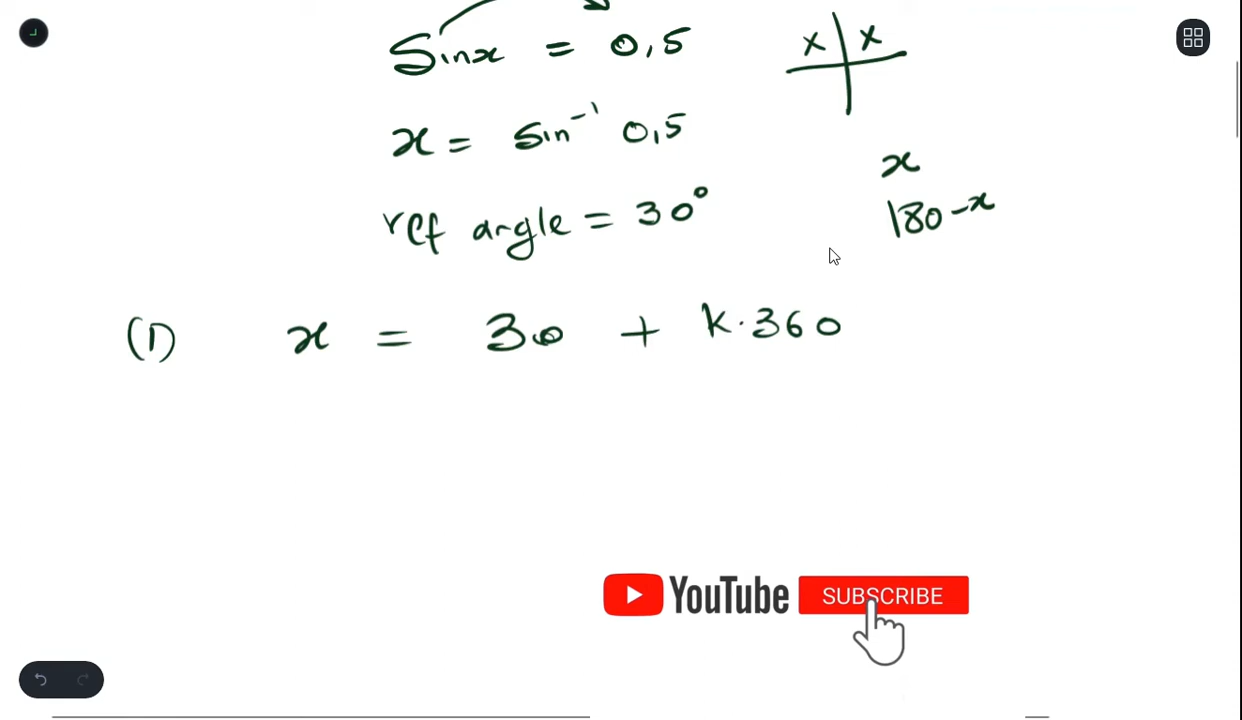 Sinx = 0,5
x x
x = Sin⁻¹ 0,5
x
180-x
ref angle = 30°
(1) x = 30 + k·360
YouTube SUBSCRIBE